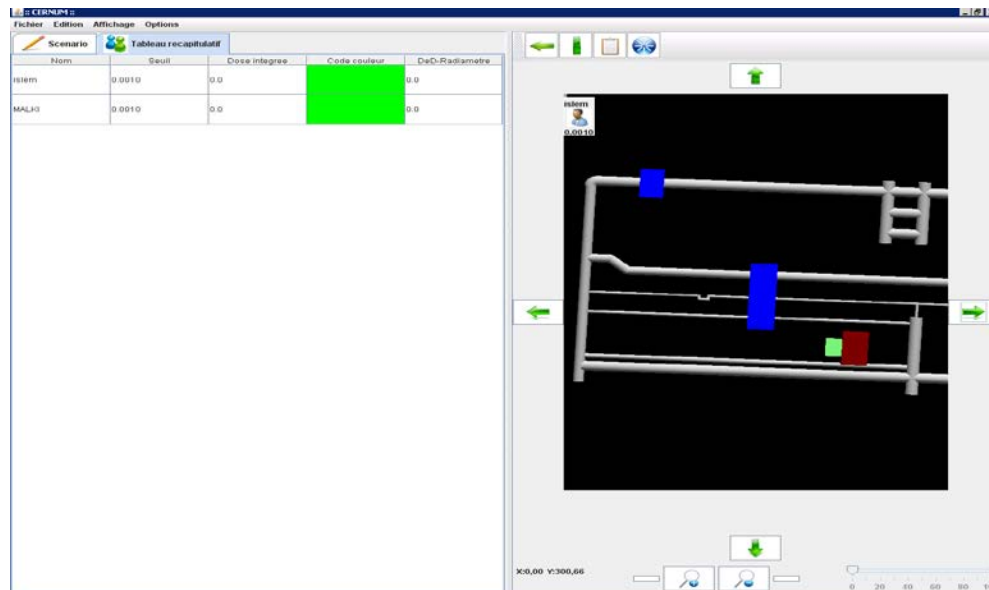 :: CERNUM ::
Fichier Edition Affichage Options
Scenario Tableau recapitulatif
Nom Seuil Dose integree Code couleur DeD-Radiametre
islem 0.0010 0.0 0.0
MALKI 0.0010 0.0 0.0
islem
0.0010
X:0,00 Y:300,66
0 20 40 60 80